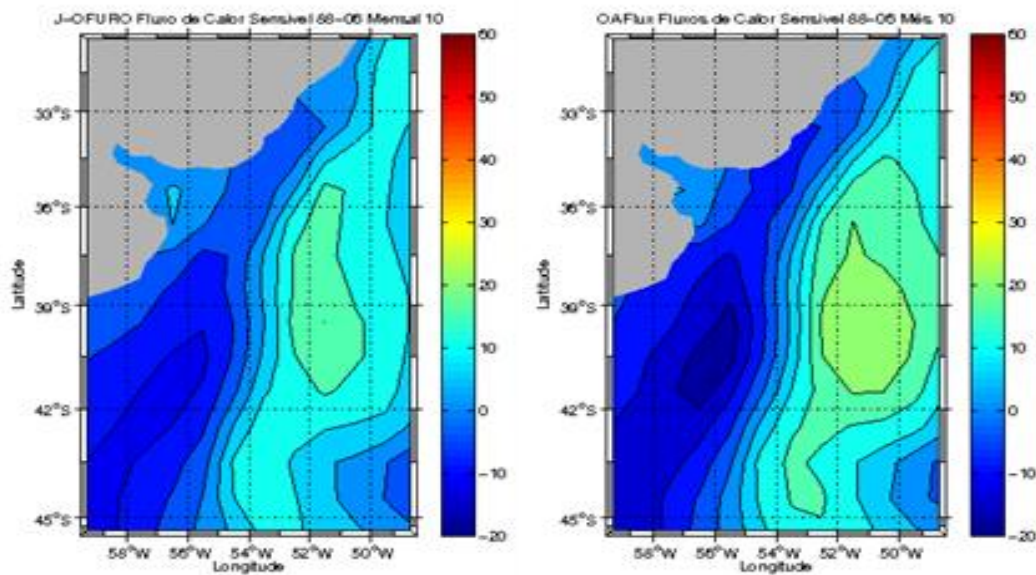 J-OFURO Fluxo de Calor Sensível 88-06 Mensal 10
33°S
36°S
39°S
42°S
45°S
Latitude
58°W 56°W 54°W 52°W 50°W
Longitude
60
50
40
30
20
10
0
-10
-20
OAFlux Fluxos de Calor Sensível 88-06 Mês. 10
33°S
36°S
39°S
42°S
45°S
Latitude
58°W 56°W 54°W 52°W 50°W
Longitude
60
50
40
30
20
10
0
-10
-20